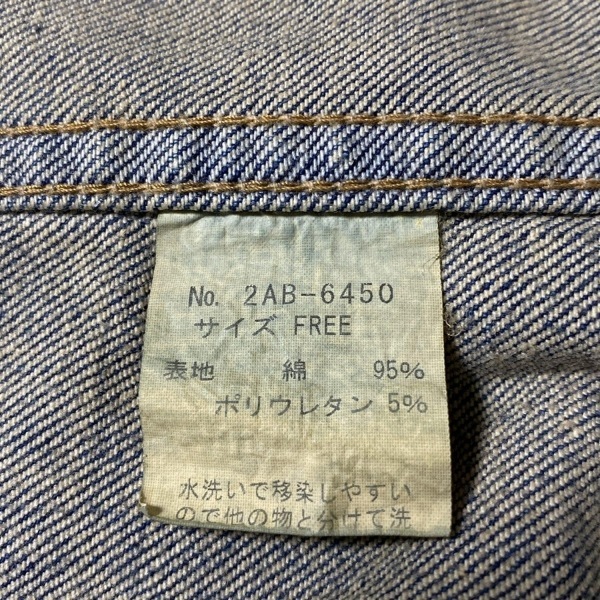 No. 2AB-6450
サイズ FREE
表地 綿 95%
ポリウレタン 5%
水洗いで移染しやすい
ので他の物と分けて洗